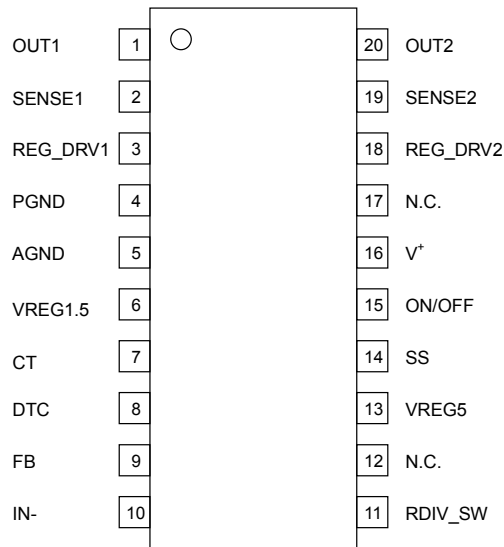 OUT1 1 20 OUT2
SENSE1 2 19 SENSE2
REG_DRV1 3 18 REG_DRV2
PGND 4 17 N.C.
AGND 5 16 V+
VREG1.5 6 15 ON/OFF
CT 7 14 SS
DTC 8 13 VREG5
FB 9 12 N.C.
IN- 10 11 RDIV_SW